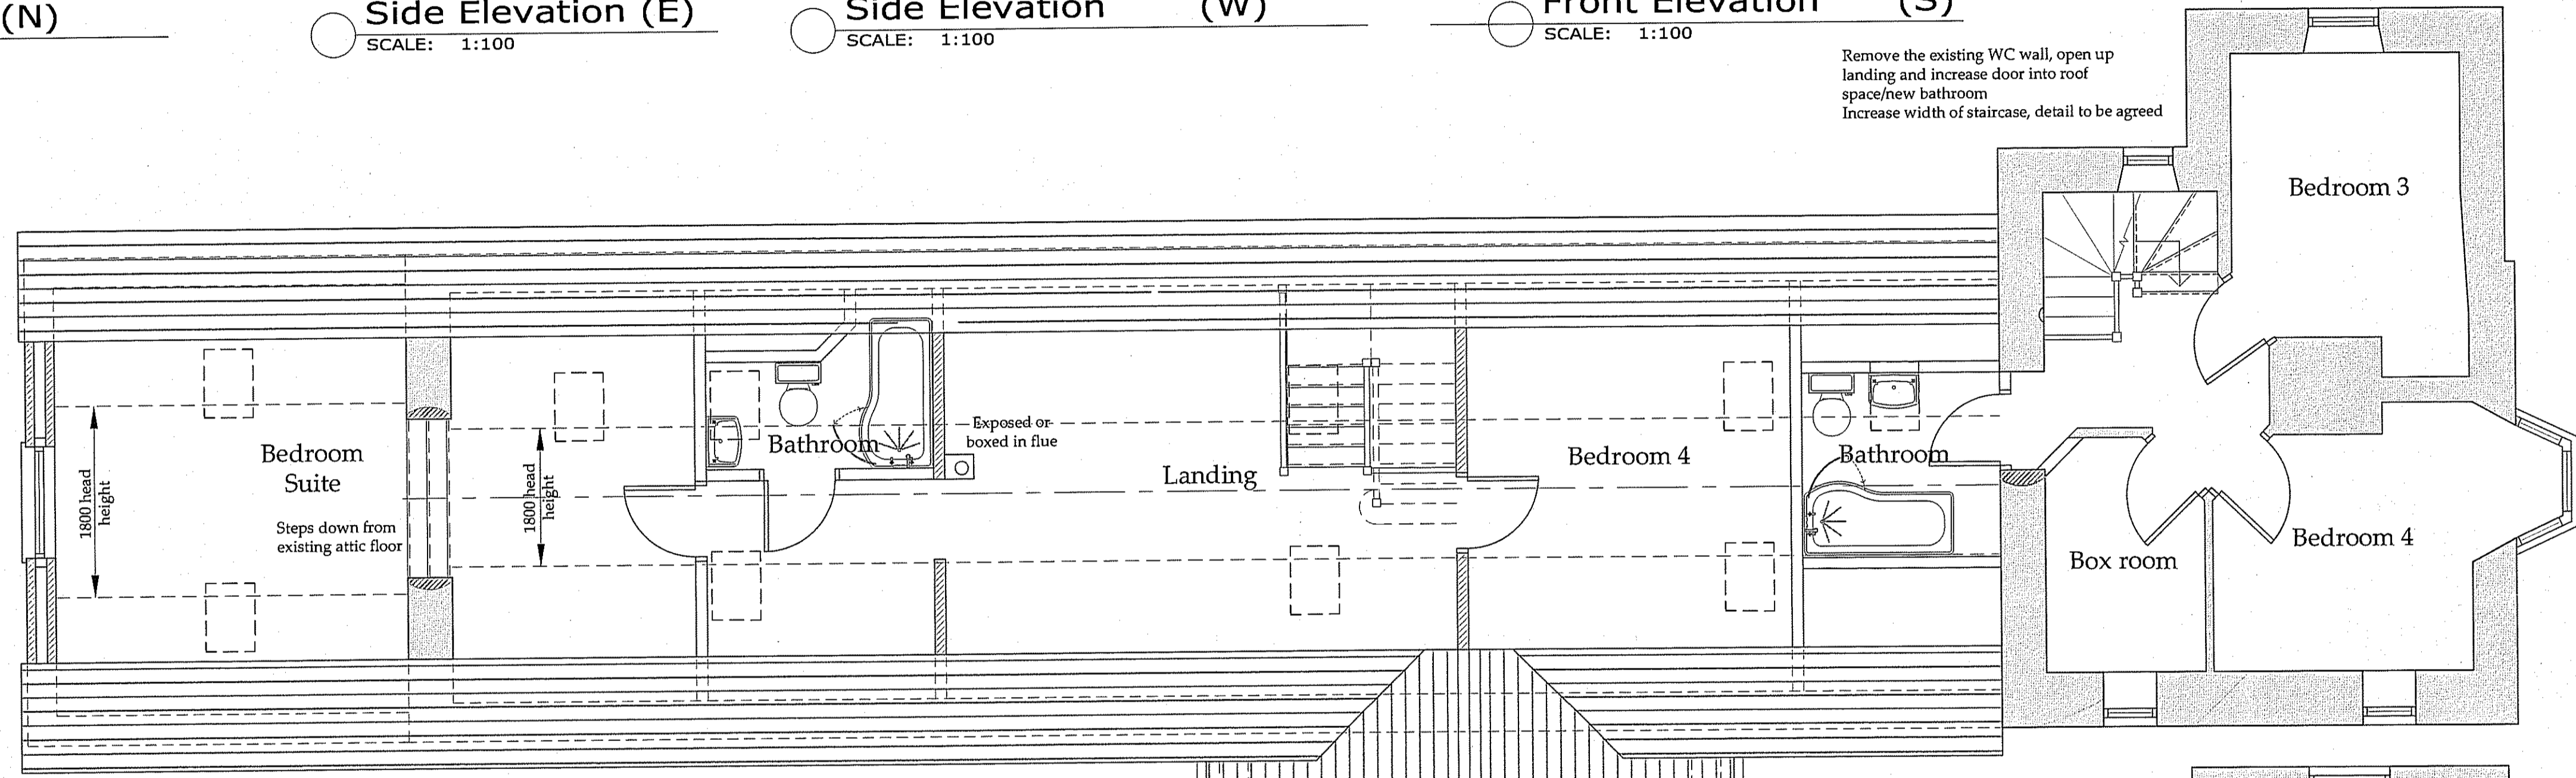 (N)
Side Elevation (E)
SCALE: 1:100
Side Elevation (W)
SCALE: 1:100
Front Elevation (S)
SCALE: 1:100
Remove the existing WC wall, open up
landing and increase door into roof
space/new bathroom
Increase width of staircase, detail to be agreed
Bedroom 3
1800 head
height
Bedroom
Suite
Steps down from
existing attic floor
1800 head
height
Bathroom
Exposed or
boxed in flue
Landing
Bedroom 4
Bathroom
Box room
Bedroom 4